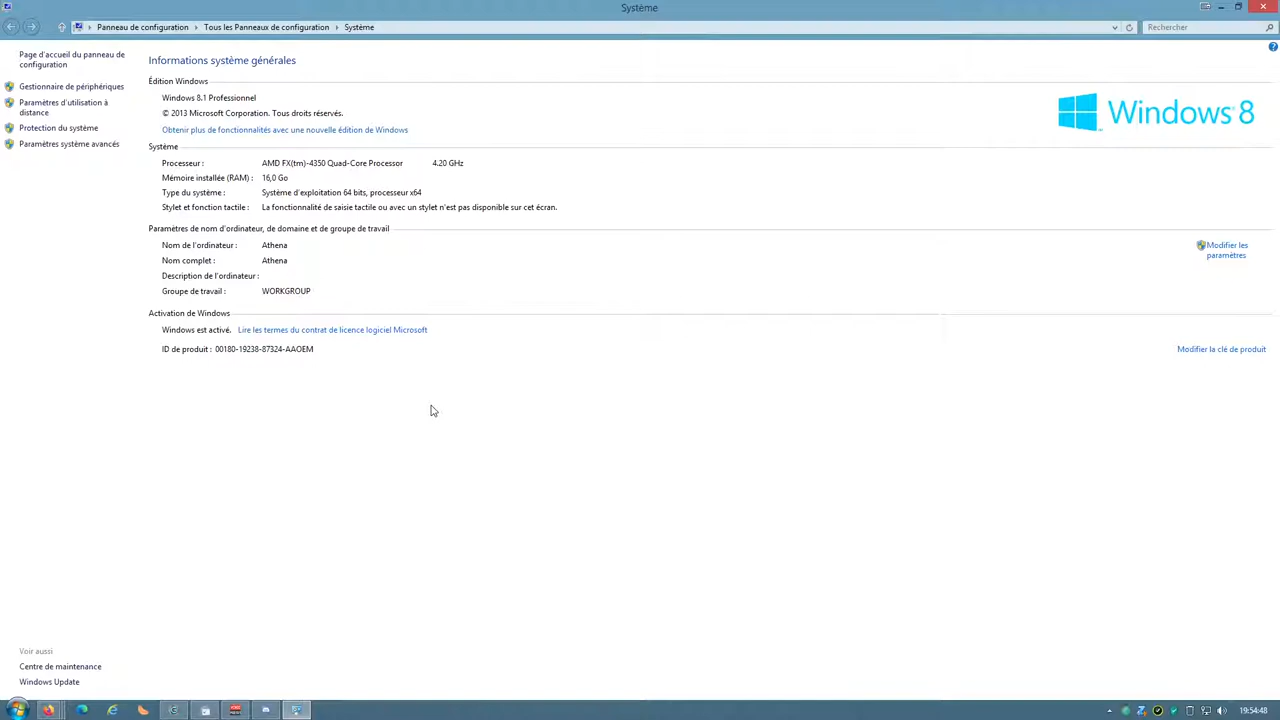 Système
Panneau de configuration Tous les Panneaux de configuration Système
Rechercher
Page d'accueil du panneau de
configuration
Gestionnaire de périphériques
Paramètres d'utilisation à
distance
Protection du système
Paramètres système avancés
Informations système générales
Édition Windows
Windows 8.1 Professionnel
© 2013 Microsoft Corporation. Tous droits réservés.
Obtenir plus de fonctionnalités avec une nouvelle édition de Windows
Windows 8
Système
Processeur : AMD FX(tm)-4350 Quad-Core Processor 4.20 GHz
Mémoire installée (RAM) : 16,0 Go
Type du système : Système d'exploitation 64 bits, processeur x64
Stylet et fonction tactile : La fonctionnalité de saisie tactile ou avec un stylet n'est pas disponible sur cet écran.
Paramètres de nom d'ordinateur, de domaine et de groupe de travail
Nom de l'ordinateur : Athena
Nom complet : Athena
Description de l'ordinateur :
Groupe de travail : WORKGROUP
Modifier les
paramètres
Activation de Windows
Windows est activé. Lire les termes du contrat de licence logiciel Microsoft
ID de produit : 00180-19238-87324-AAOEM
Modifier la clé de produit
Voir aussi
Centre de maintenance
Windows Update
19:54:48